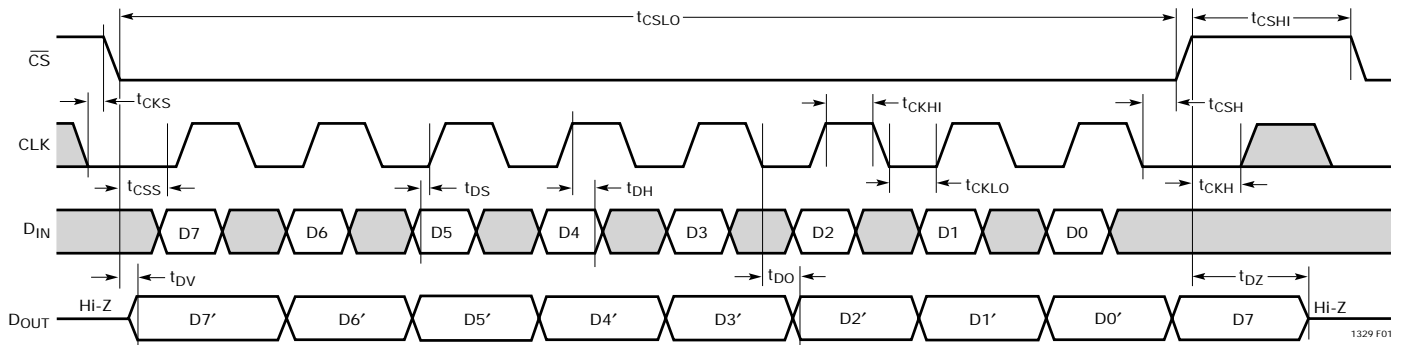 tCSLO
tCSHI
CS
tCKS
tCKHI
tCSH
CLK
tCSS
tDS
tDH
tCKLO
tCKH
DIN
D7
D6
D5
D4
D3
D2
D1
D0
tDV
tDO
tDZ
Hi-Z
Hi-Z
DOUT
D7′
D6′
D5′
D4′
D3′
D2′
D1′
D0′
D7
1329 F01